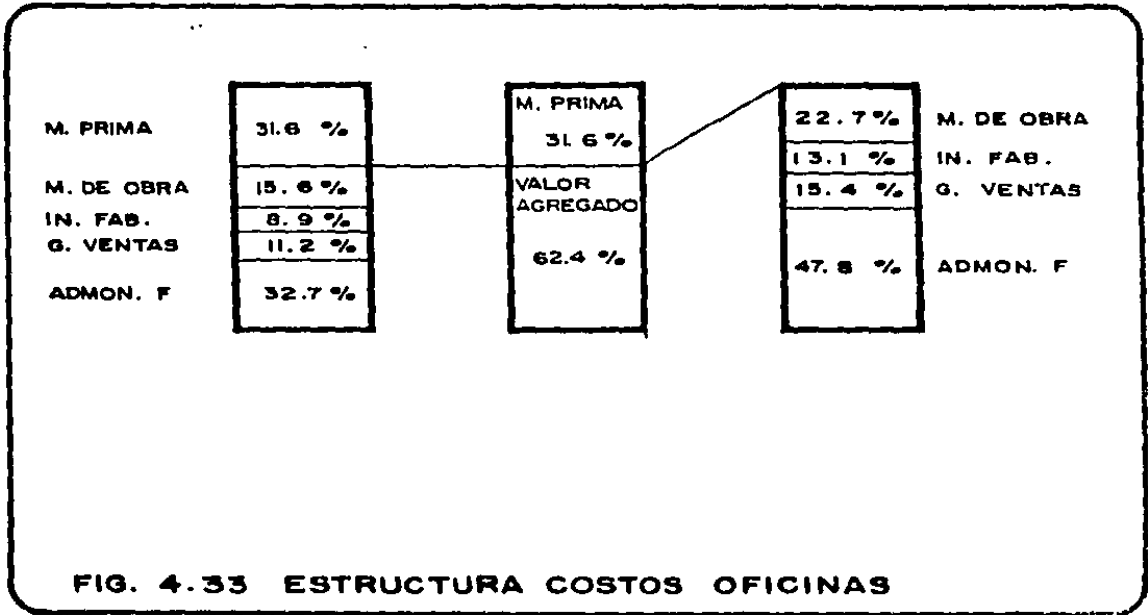 M. PRIMA 31.6 %
M. DE OBRA 15.6 %
IN. FAB. 8.9 %
G. VENTAS 11.2 %
ADMON. F 32.7 %
M. PRIMA
31.6 %
VALOR
AGREGADO
62.4 %
22.7 % M. DE OBRA
13.1 % IN. FAB.
15.4 % G. VENTAS
47.8 % ADMON. F
FIG. 4.33 ESTRUCTURA COSTOS OFICINAS